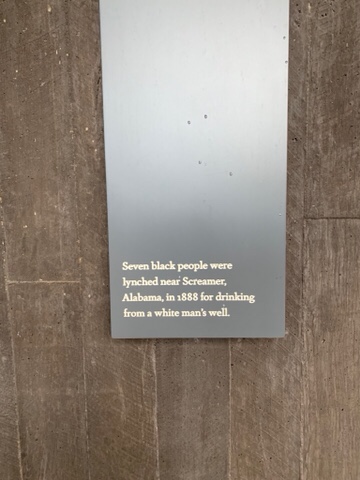 Seven black people were
lynched near Screamer,
Alabama, in 1888 for drinking
from a white man's well.